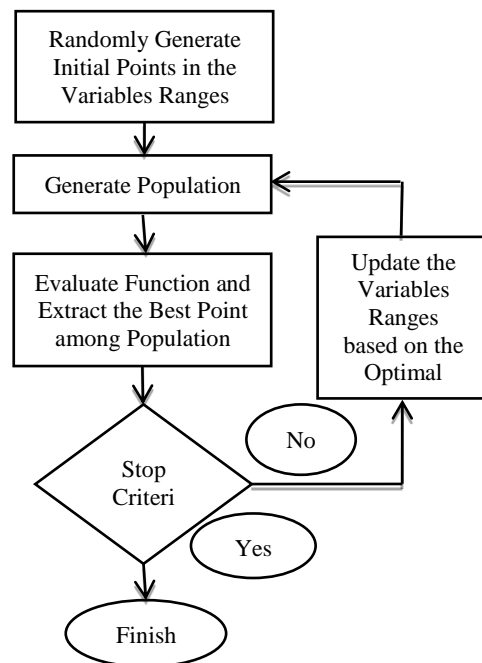 Randomly Generate
Initial Points in the
Variables Ranges
Generate Population
Evaluate Function and
Extract the Best Point
among Population
Update the
Variables
Ranges
based on the
Optimal
No
Stop
Criteri
Yes
Finish